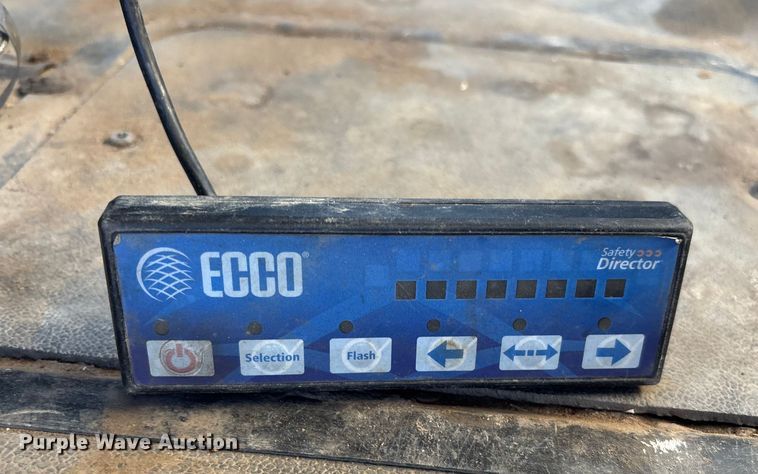 ECCO®
Safety
Director
Selection
Flash
Purple Wave Auction